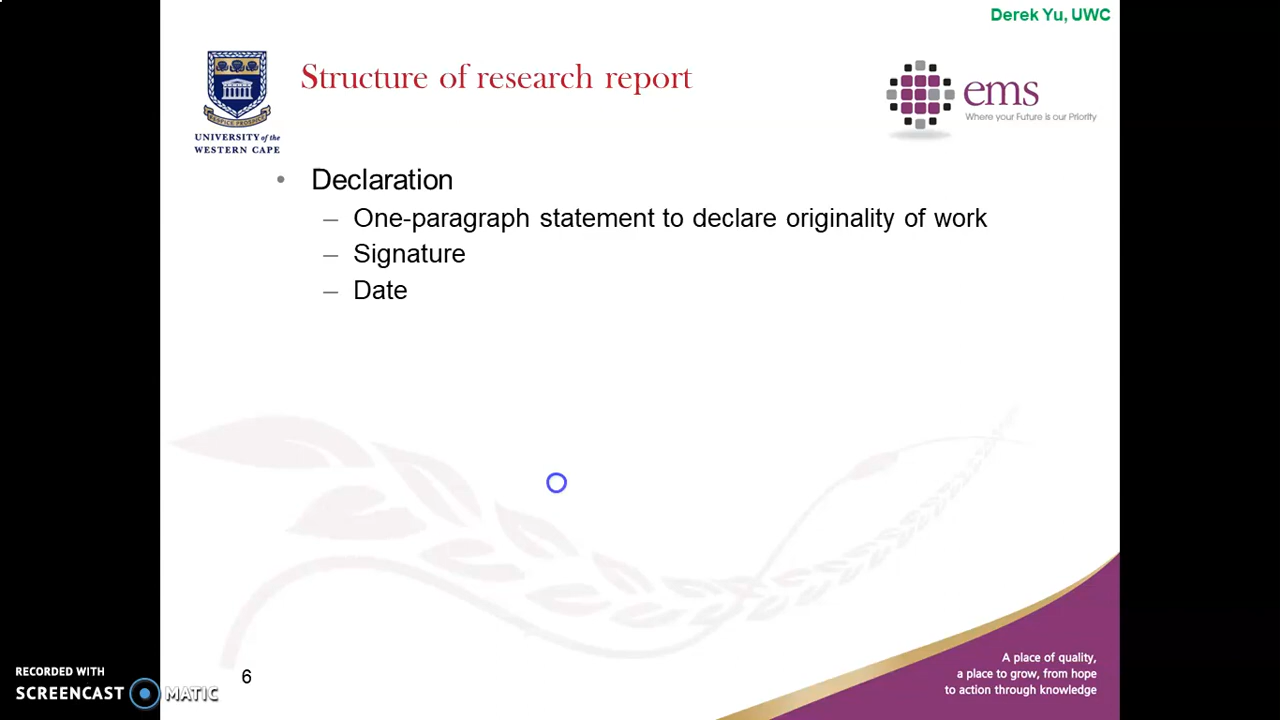 Derek Yu, UWC
Structure of research report
UNIVERSITY of the
WESTERN CAPE
ems
Where your Future is our Priority
• Declaration
– One-paragraph statement to declare originality of work
– Signature
– Date
A place of quality,
a place to grow, from hope
to action through knowledge
6
RECORDED WITH
SCREENCAST MATIC